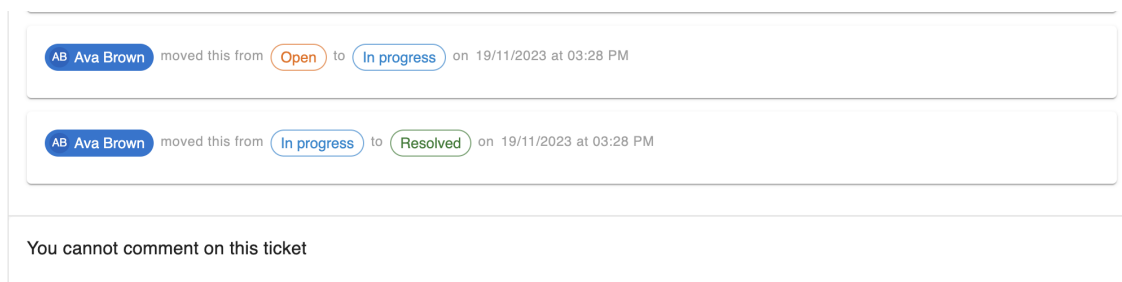 AB Ava Brown moved this from Open to In progress on 19/11/2023 at 03:28 PM
AB Ava Brown moved this from In progress to Resolved on 19/11/2023 at 03:28 PM
You cannot comment on this ticket